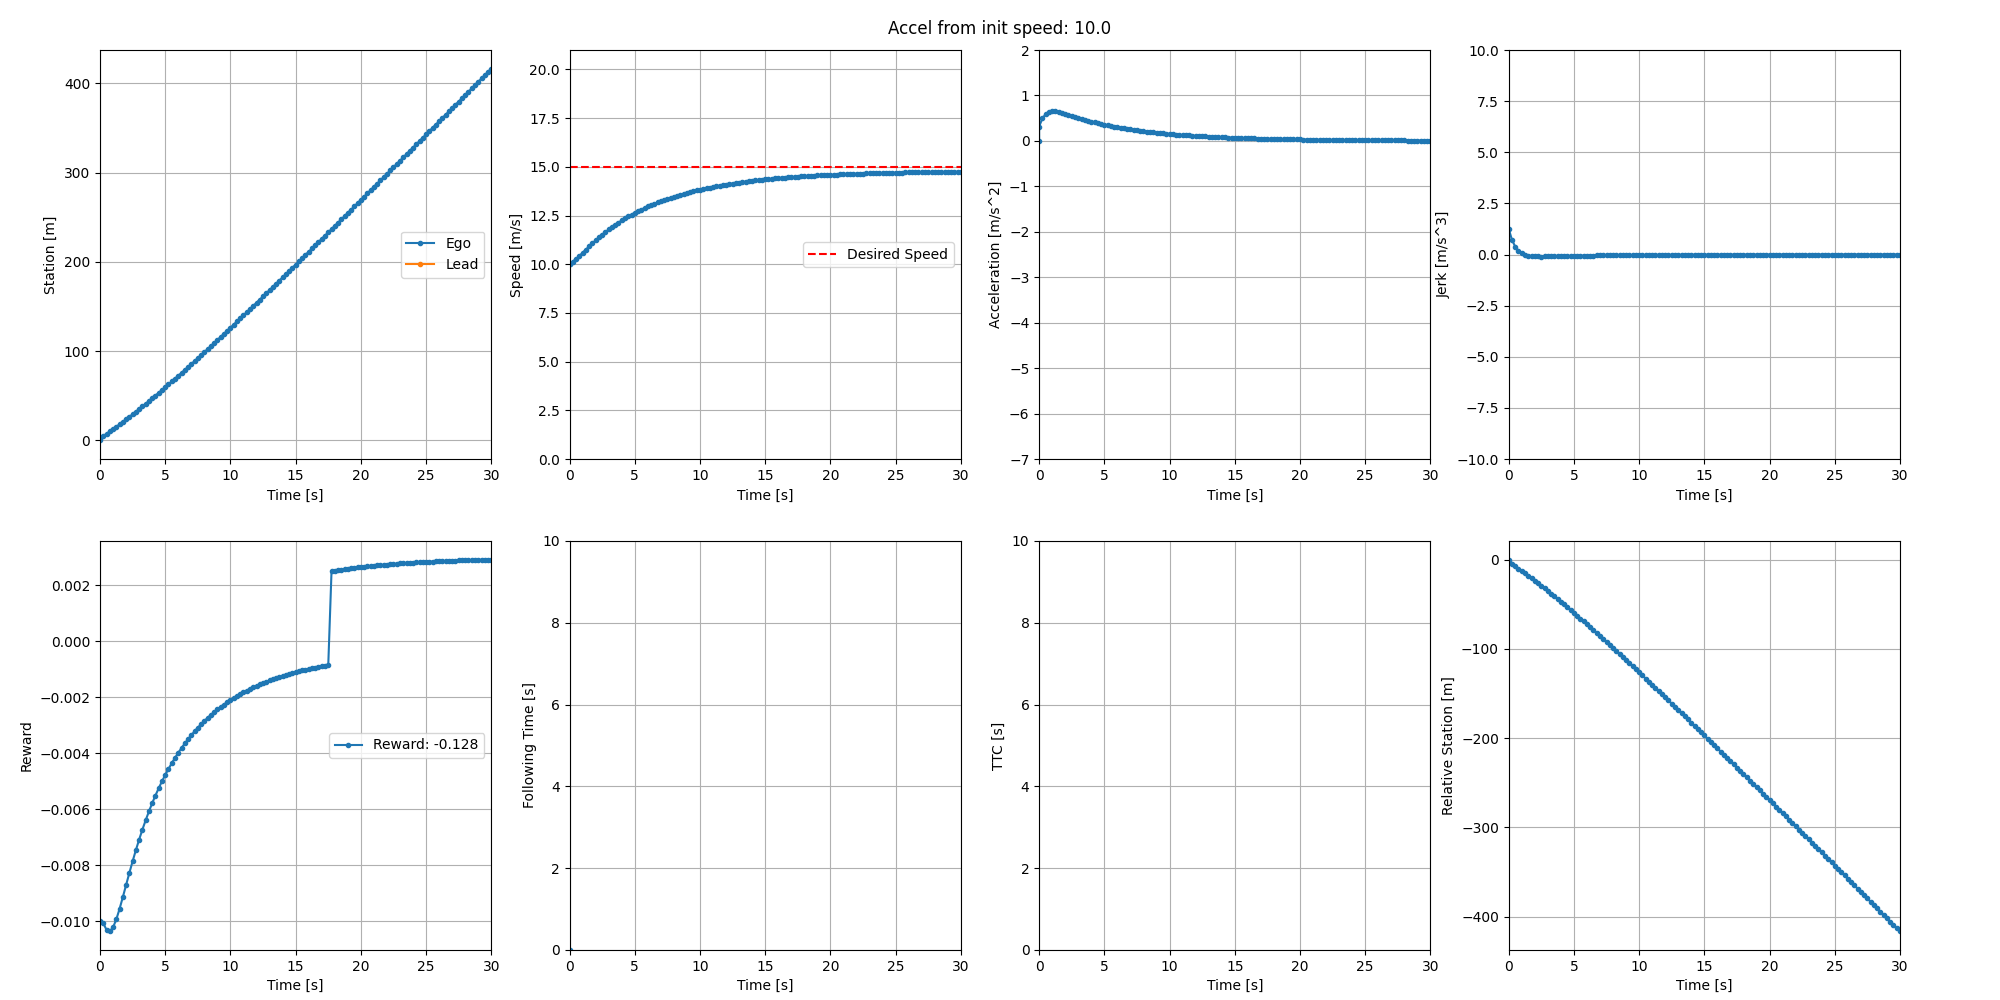 Accel from init speed: 10.0
Station [m]
400
300
200
100
0
Ego
Lead
0 5 10 15 20 25 30
Time [s]
Speed [m/s]
20.0
17.5
15.0
12.5
10.0
7.5
5.0
2.5
0.0
Desired Speed
0 5 10 15 20 25 30
Time [s]
Acceleration [m/s^2]
2
1
0
−1
−2
−3
−4
−5
−6
−7
0 5 10 15 20 25 30
Time [s]
Jerk [m/s^3]
10.0
7.5
5.0
2.5
0.0
−2.5
−5.0
−7.5
−10.0
0 5 10 15 20 25 30
Time [s]
Reward
0.002
0.000
−0.002
−0.004
−0.006
−0.008
−0.010
Reward: -0.128
0 5 10 15 20 25 30
Time [s]
Following Time [s]
10
8
6
4
2
0
0 5 10 15 20 25 30
Time [s]
TTC [s]
10
8
6
4
2
0
0 5 10 15 20 25 30
Time [s]
Relative Station [m]
0
−100
−200
−300
−400
0 5 10 15 20 25 30
Time [s]